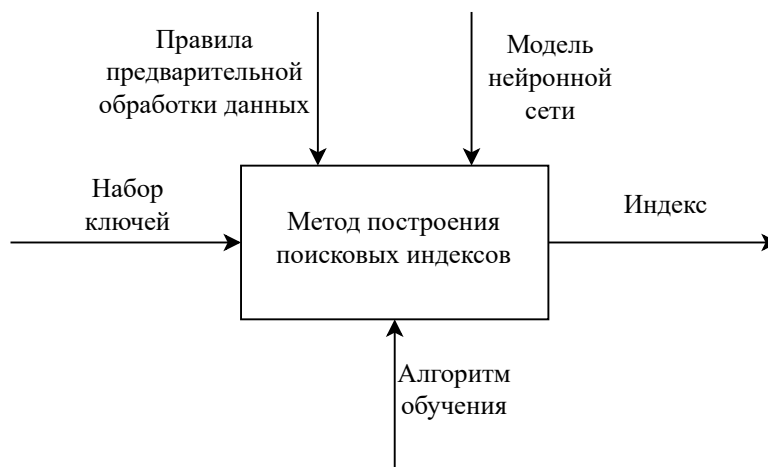 Правила
предварительной
обработки данных
Модель
нейронной
сети
Набор
ключей
Метод построения
поисковых индексов
Индекс
Алгоритм
обучения